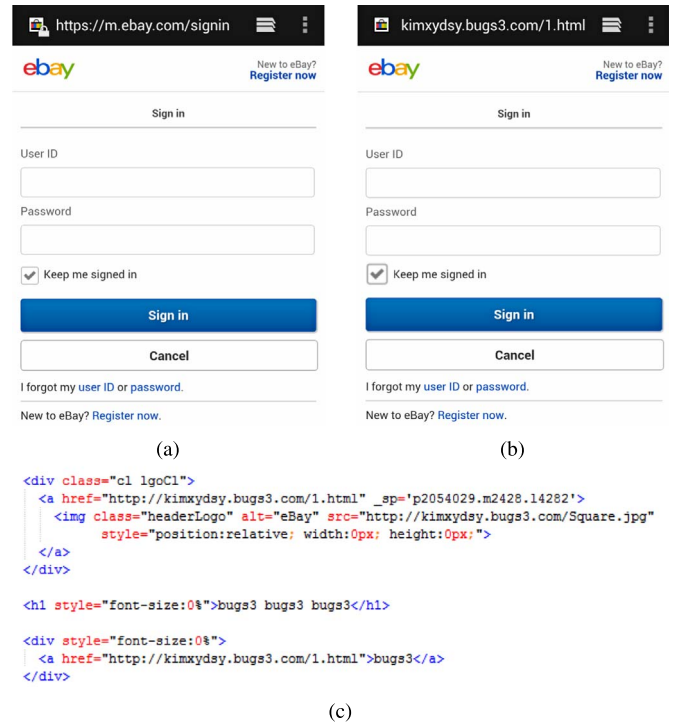 https://m.ebay.com/signin
ebay
New to eBay?
Register now
Sign in
User ID
Password
Keep me signed in
Sign in
Cancel
I forgot my user ID or password.
New to eBay? Register now.
(a)
kimxydsy.bugs3.com/1.html
ebay
New to eBay?
Register now
Sign in
User ID
Password
Keep me signed in
Sign in
Cancel
I forgot my user ID or password.
New to eBay? Register now.
(b)
<div class="cl lgoCl">
<a href="http://kimxydsy.bugs3.com/1.html" _sp='p2054029.m2428.l4282'>
<img class="headerLogo" alt="eBay" src="http://kimxydsy.bugs3.com/Square.jpg"
style="position:relative; width:0px; height:0px;">
</a>
</div>
<h1 style="font-size:0%">bugs3 bugs3 bugs3</h1>
<div style="font-size:0%">
<a href="http://kimxydsy.bugs3.com/1.html">bugs3</a>
</div>
(c)